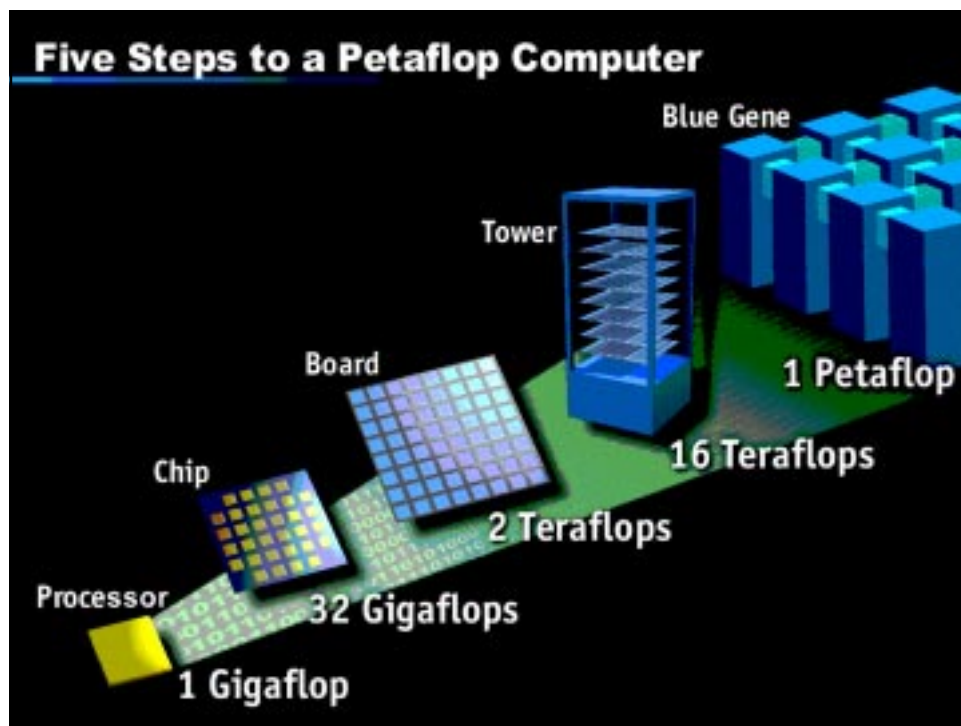 Five Steps to a Petaflop Computer
Blue Gene
Tower
1 Petaflop
Board
16 Teraflops
Chip
2 Teraflops
Processor
32 Gigaflops
1 Gigaflop